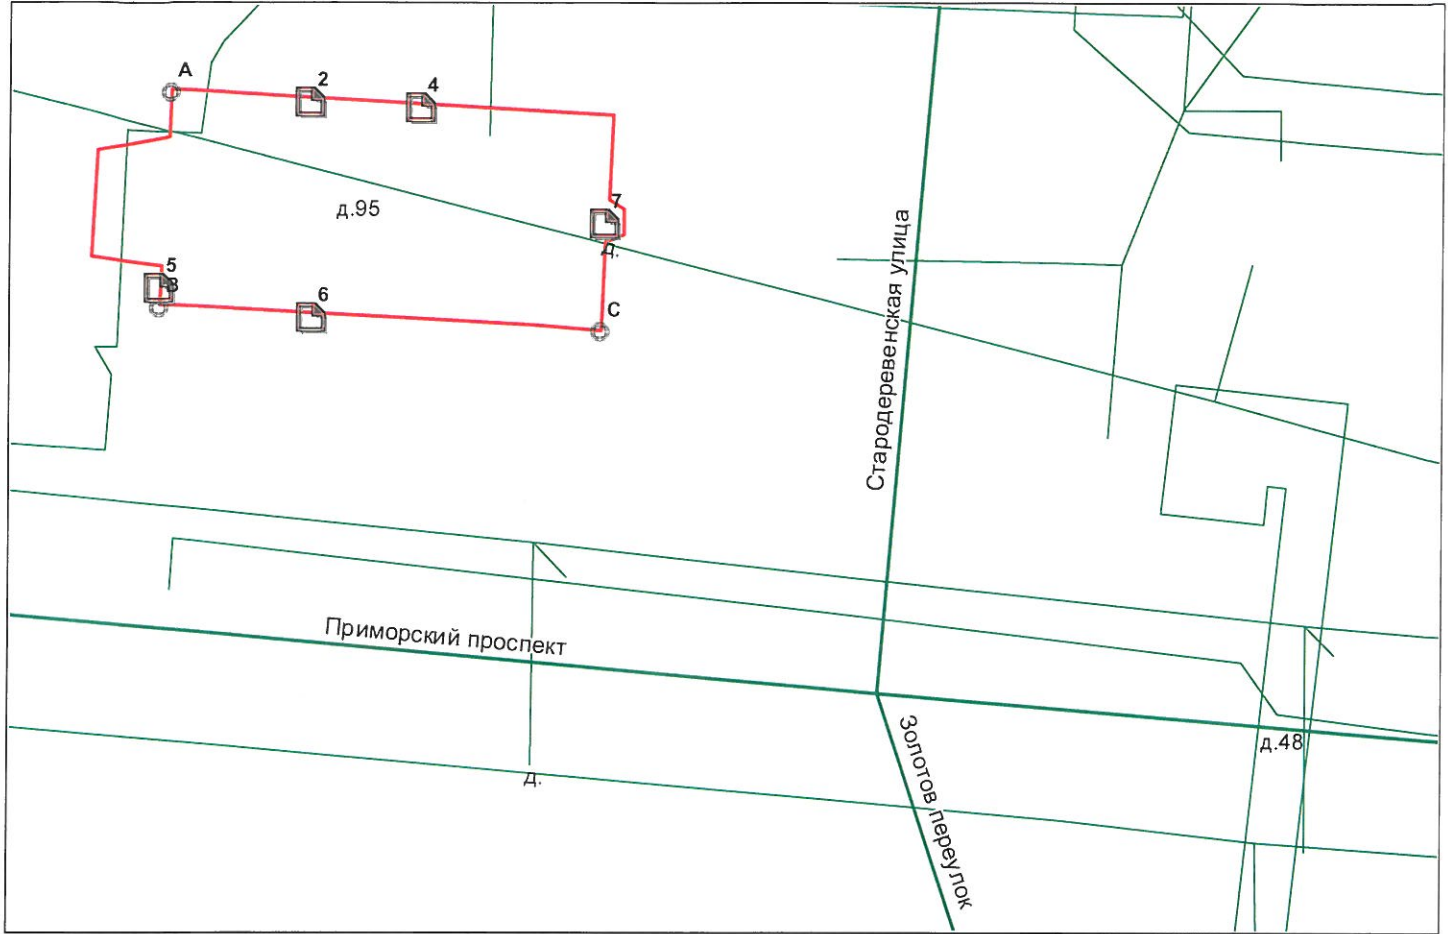 А
2
4
д.95
7
д.
5
3
6
С
Стародеревенская улица
Приморский проспект
Золотов переулок
д.48
д.